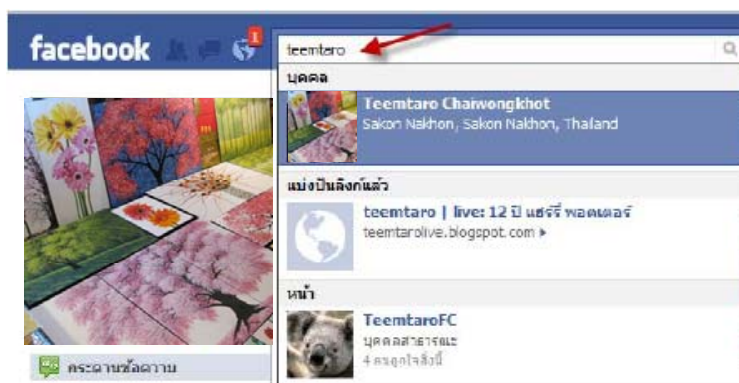 facebook
1
teemtaro
บุคคล
Teemtaro Chaiwongkhot
Sakon Nakhon, Sakon Nakhon, Thailand
แบ่งปันลิงก์แล้ว
teemtaro | live: 12 ปี แฮร์รี่ พอตเตอร์
teemtarolive.blogspot.com
หน้า
TeemtaroFC
บุคคลสาธารณะ
4 คนถูกใจสิ่งนี้
กระดานข้อความ